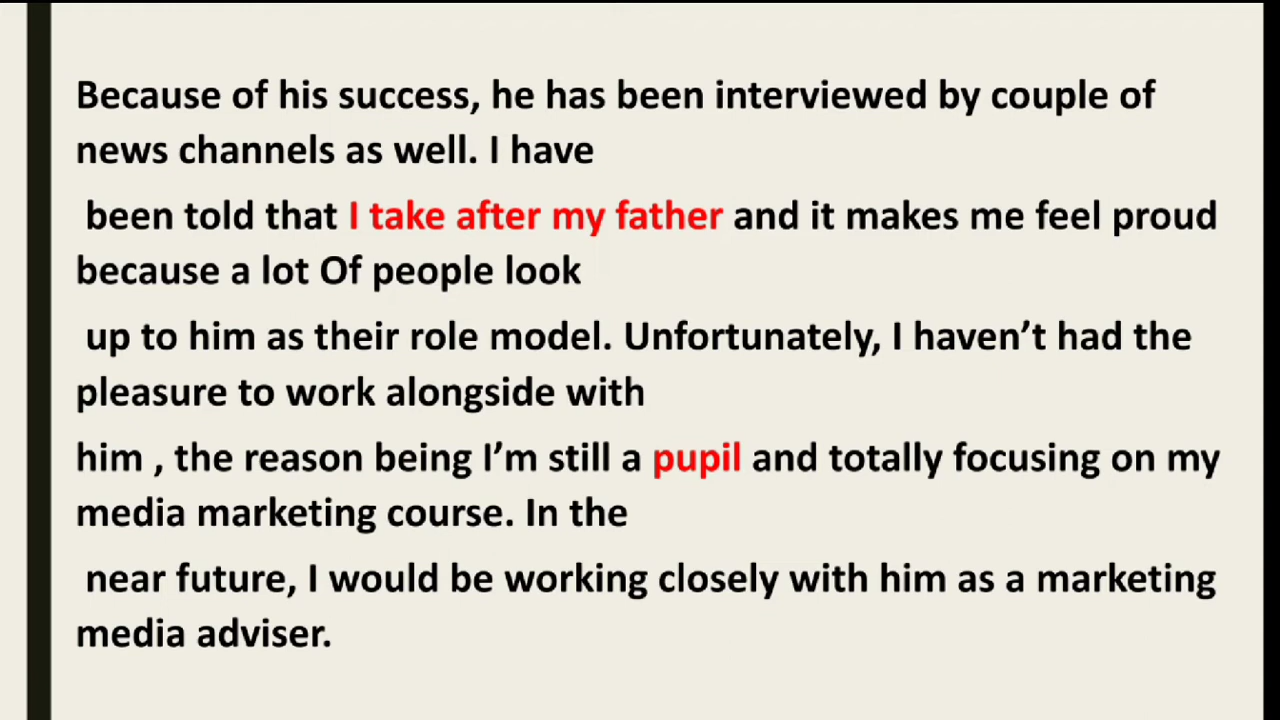 Because of his success, he has been interviewed by couple of
news channels as well. I have
been told that I take after my father and it makes me feel proud
because a lot Of people look
up to him as their role model. Unfortunately, I haven’t had the
pleasure to work alongside with
him , the reason being I’m still a pupil and totally focusing on my
media marketing course. In the
near future, I would be working closely with him as a marketing
media adviser.